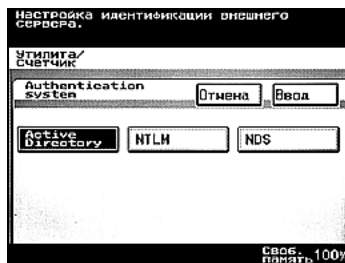 Настройка идентификации внешнего
сервера.
Утилита/
Счетчик
Authentication
system
Отмена
Ввод
Active
Directory
NTLM
NDS
Своб.
память 100%